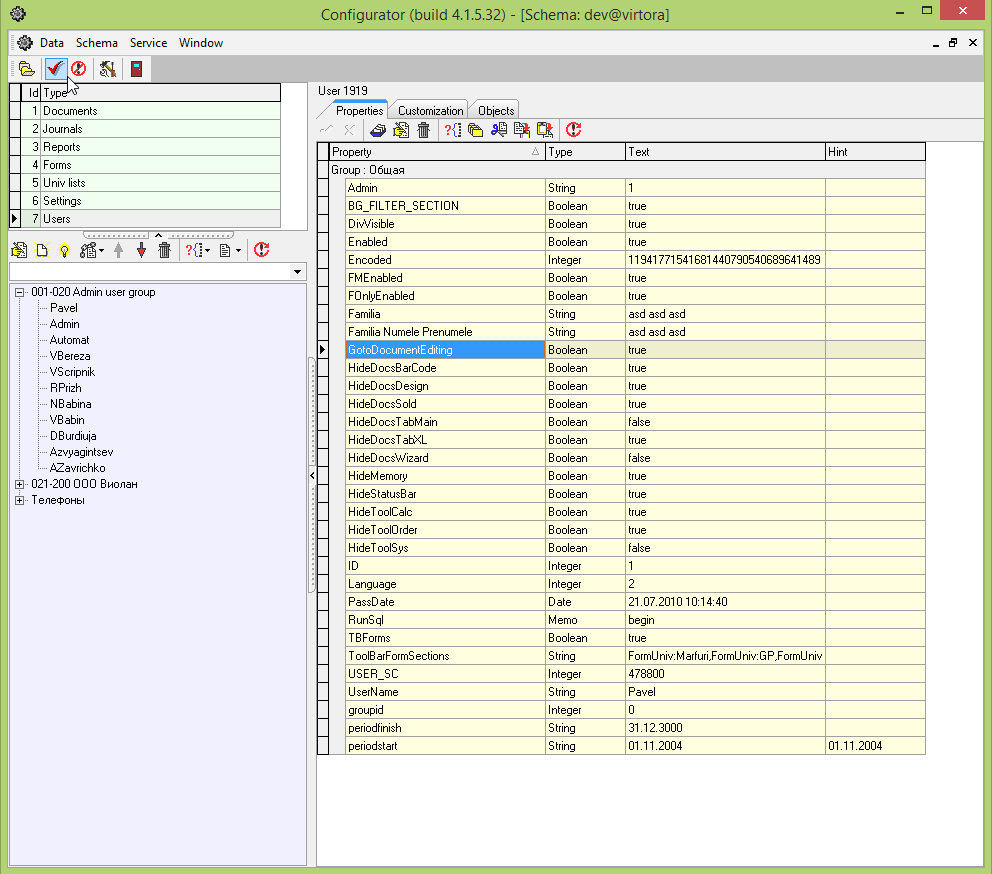 Configurator (build 4.1.5.32) - [Schema: dev@virtora]
Data Schema Service Window
Id Type
1 Documents
2 Journals
3 Reports
4 Forms
5 Univ lists
6 Settings
7 Users
001-020 Admin user group
Pavel
Admin
Automat
VBereza
VScripnik
RPrizh
NBabina
VBabin
DBurdiuja
Azvyagintsev
AZavrichko
021-200 ООО Виолан
Телефоны
User 1919
Properties Customization Objects
Property Type Text Hint
Group : Общая
Admin String 1
BG_FILTER_SECTION Boolean true
DivVisible Boolean true
Enabled Boolean true
Encoded Integer 11941771541681440790540689641489
FMEnabled Boolean true
FOnlyEnabled Boolean true
Familia String asd asd asd
Familia Numele Prenumele String asd asd asd
GotoDocumentEditing Boolean true
HideDocsBarCode Boolean true
HideDocsDesign Boolean true
HideDocsSold Boolean true
HideDocsTabMain Boolean false
HideDocsTabXL Boolean true
HideDocsWizard Boolean false
HideMemory Boolean true
HideStatusBar Boolean true
HideToolCalc Boolean true
HideToolOrder Boolean true
HideToolSys Boolean false
ID Integer 1
Language Integer 2
PassDate Date 21.07.2010 10:14:40
RunSql Memo begin
TBForms Boolean true
ToolBarFormSections String FormUniv:Marfuri,FormUniv:GP,FormUniv
USER_SC Integer 478800
UserName String Pavel
groupid Integer 0
periodfinish String 31.12.3000
periodstart String 01.11.2004 01.11.2004